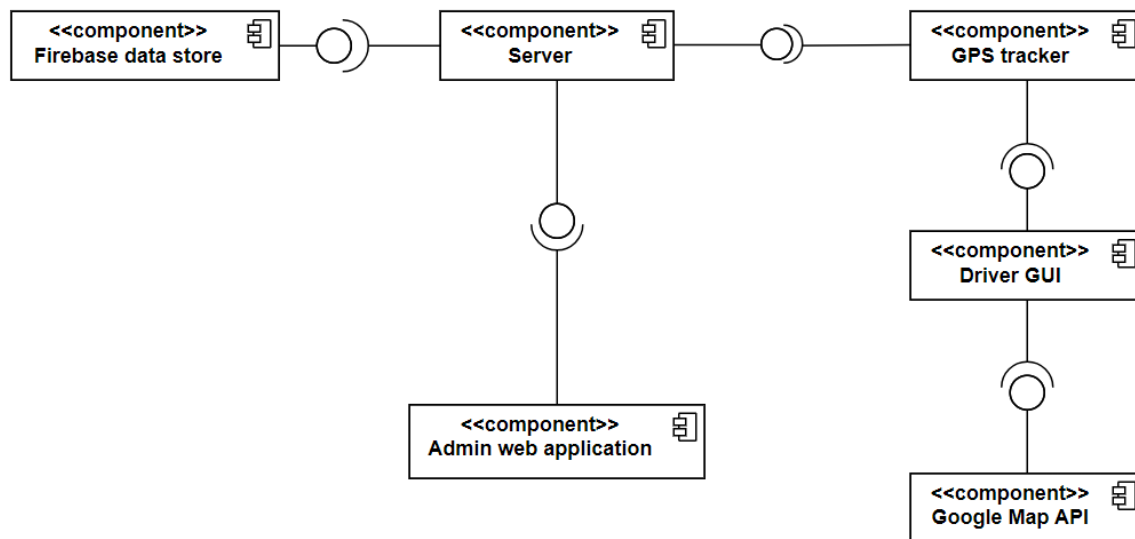 <<component>>
Firebase data store
<<component>>
Server
<<component>>
GPS tracker
<<component>>
Driver GUI
<<component>>
Admin web application
<<component>>
Google Map API